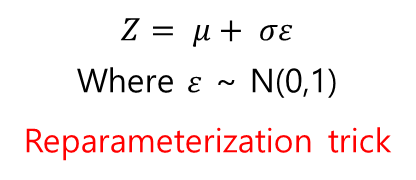 Z = μ + σε
Where ε ~ N(0,1)
Reparameterization trick